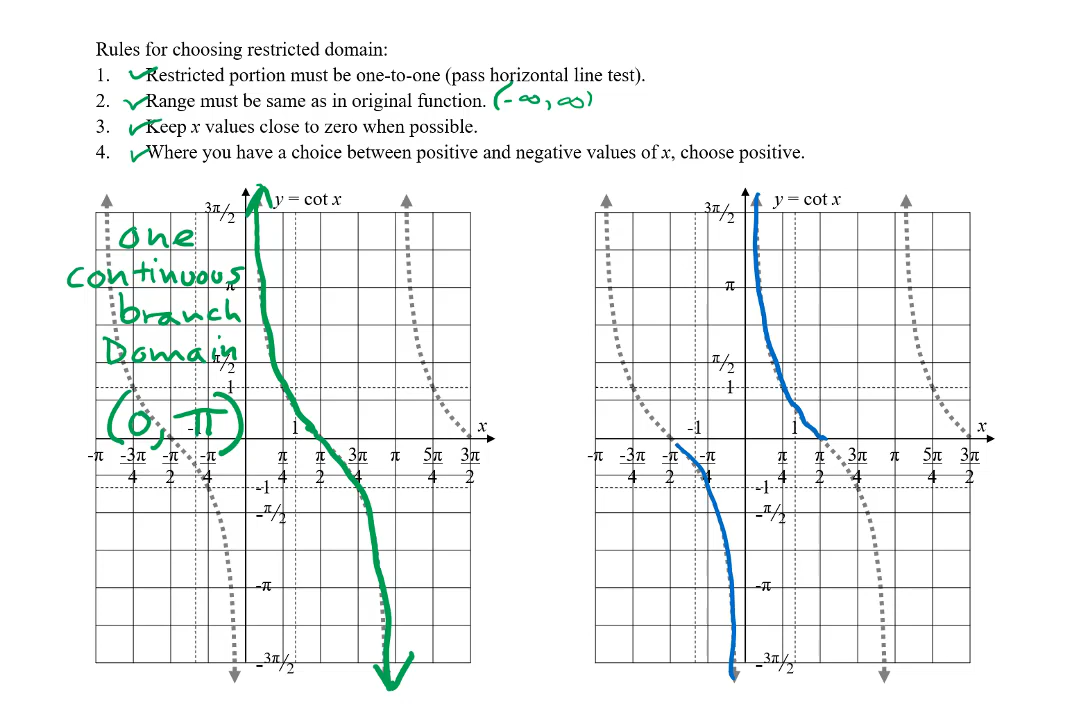 Rules for choosing restricted domain:
1. ✓Restricted portion must be one-to-one (pass horizontal line test).
2. ✓Range must be same as in original function. (-∞, ∞)
3. ✓Keep x values close to zero when possible.
4. ✓Where you have a choice between positive and negative values of x, choose positive.
y = cot x
3π/2
π
π/2
1
-1 1 x
-π -3π/4 -π/2 -π/4 π/4 π/2 3π/4 π 5π/4 3π/2
-1
-π/2
-π
-3π/2
one
continuous
branch
Domain
(0, π)
y = cot x
3π/2
π
π/2
1
-1 1 x
-π -3π/4 -π/2 -π/4 π/4 π/2 3π/4 π 5π/4 3π/2
-1
-π/2
-π
-3π/2